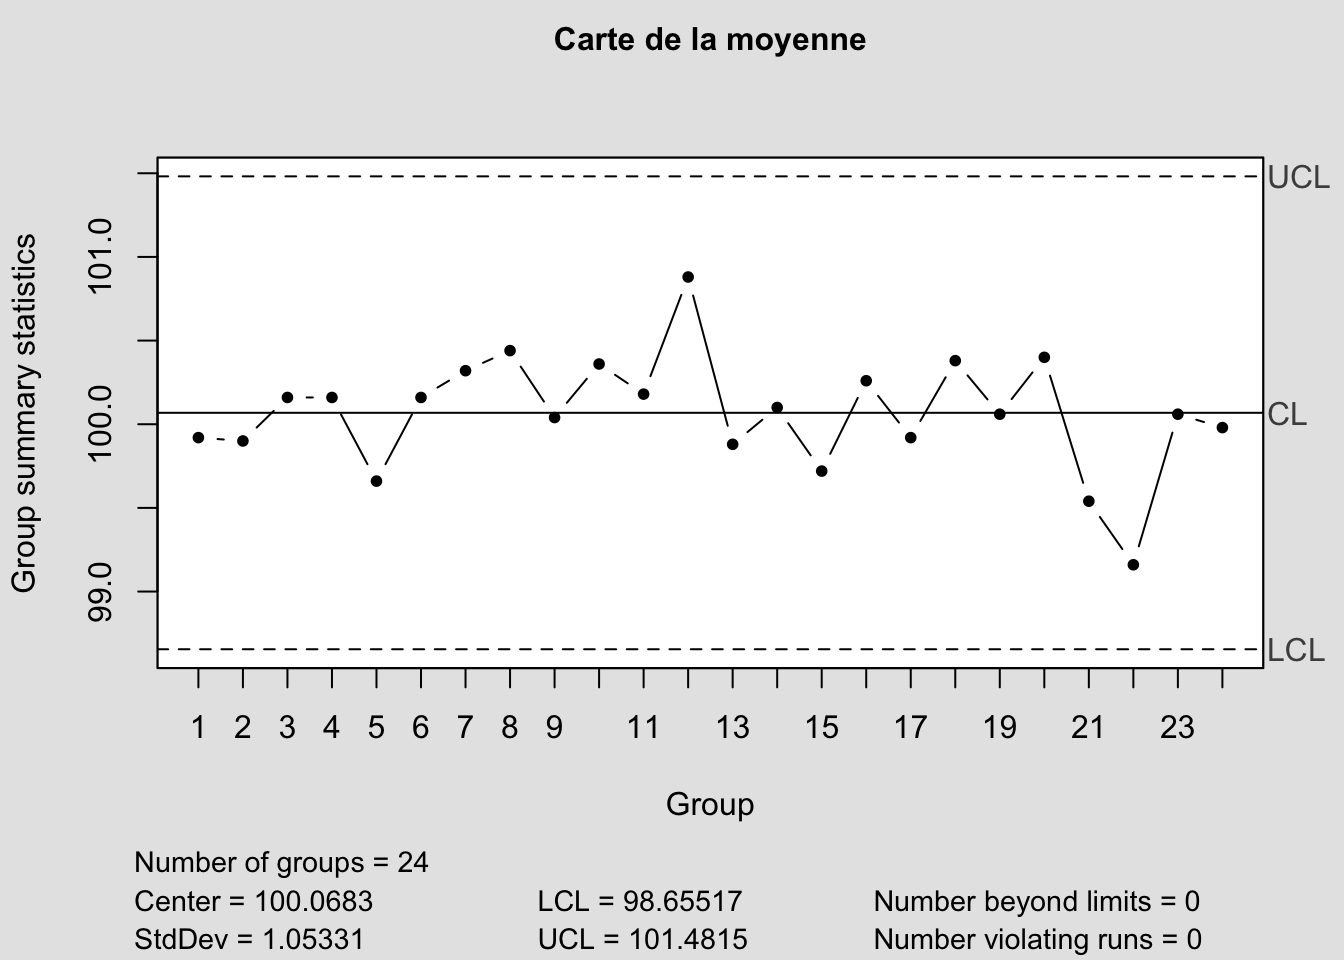 Carte de la moyenne
UCL
101.0
Group summary statistics
100.0
CL
99.0
LCL
1 2 3 4 5 6 7 8 9 11 13 15 17 19 21 23
Group
Number of groups = 24
Center = 100.0683 LCL = 98.65517 Number beyond limits = 0
StdDev = 1.05331 UCL = 101.4815 Number violating runs = 0